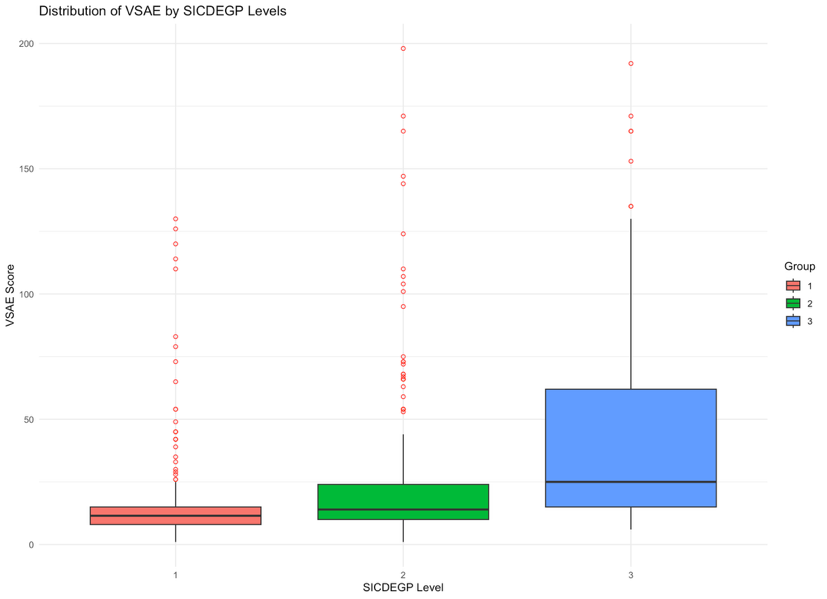 Distribution of VSAE by SICDEGP Levels
200
150
100
50
0
VSAE Score
1
2
3
SICDEGP Level
Group
1
2
3